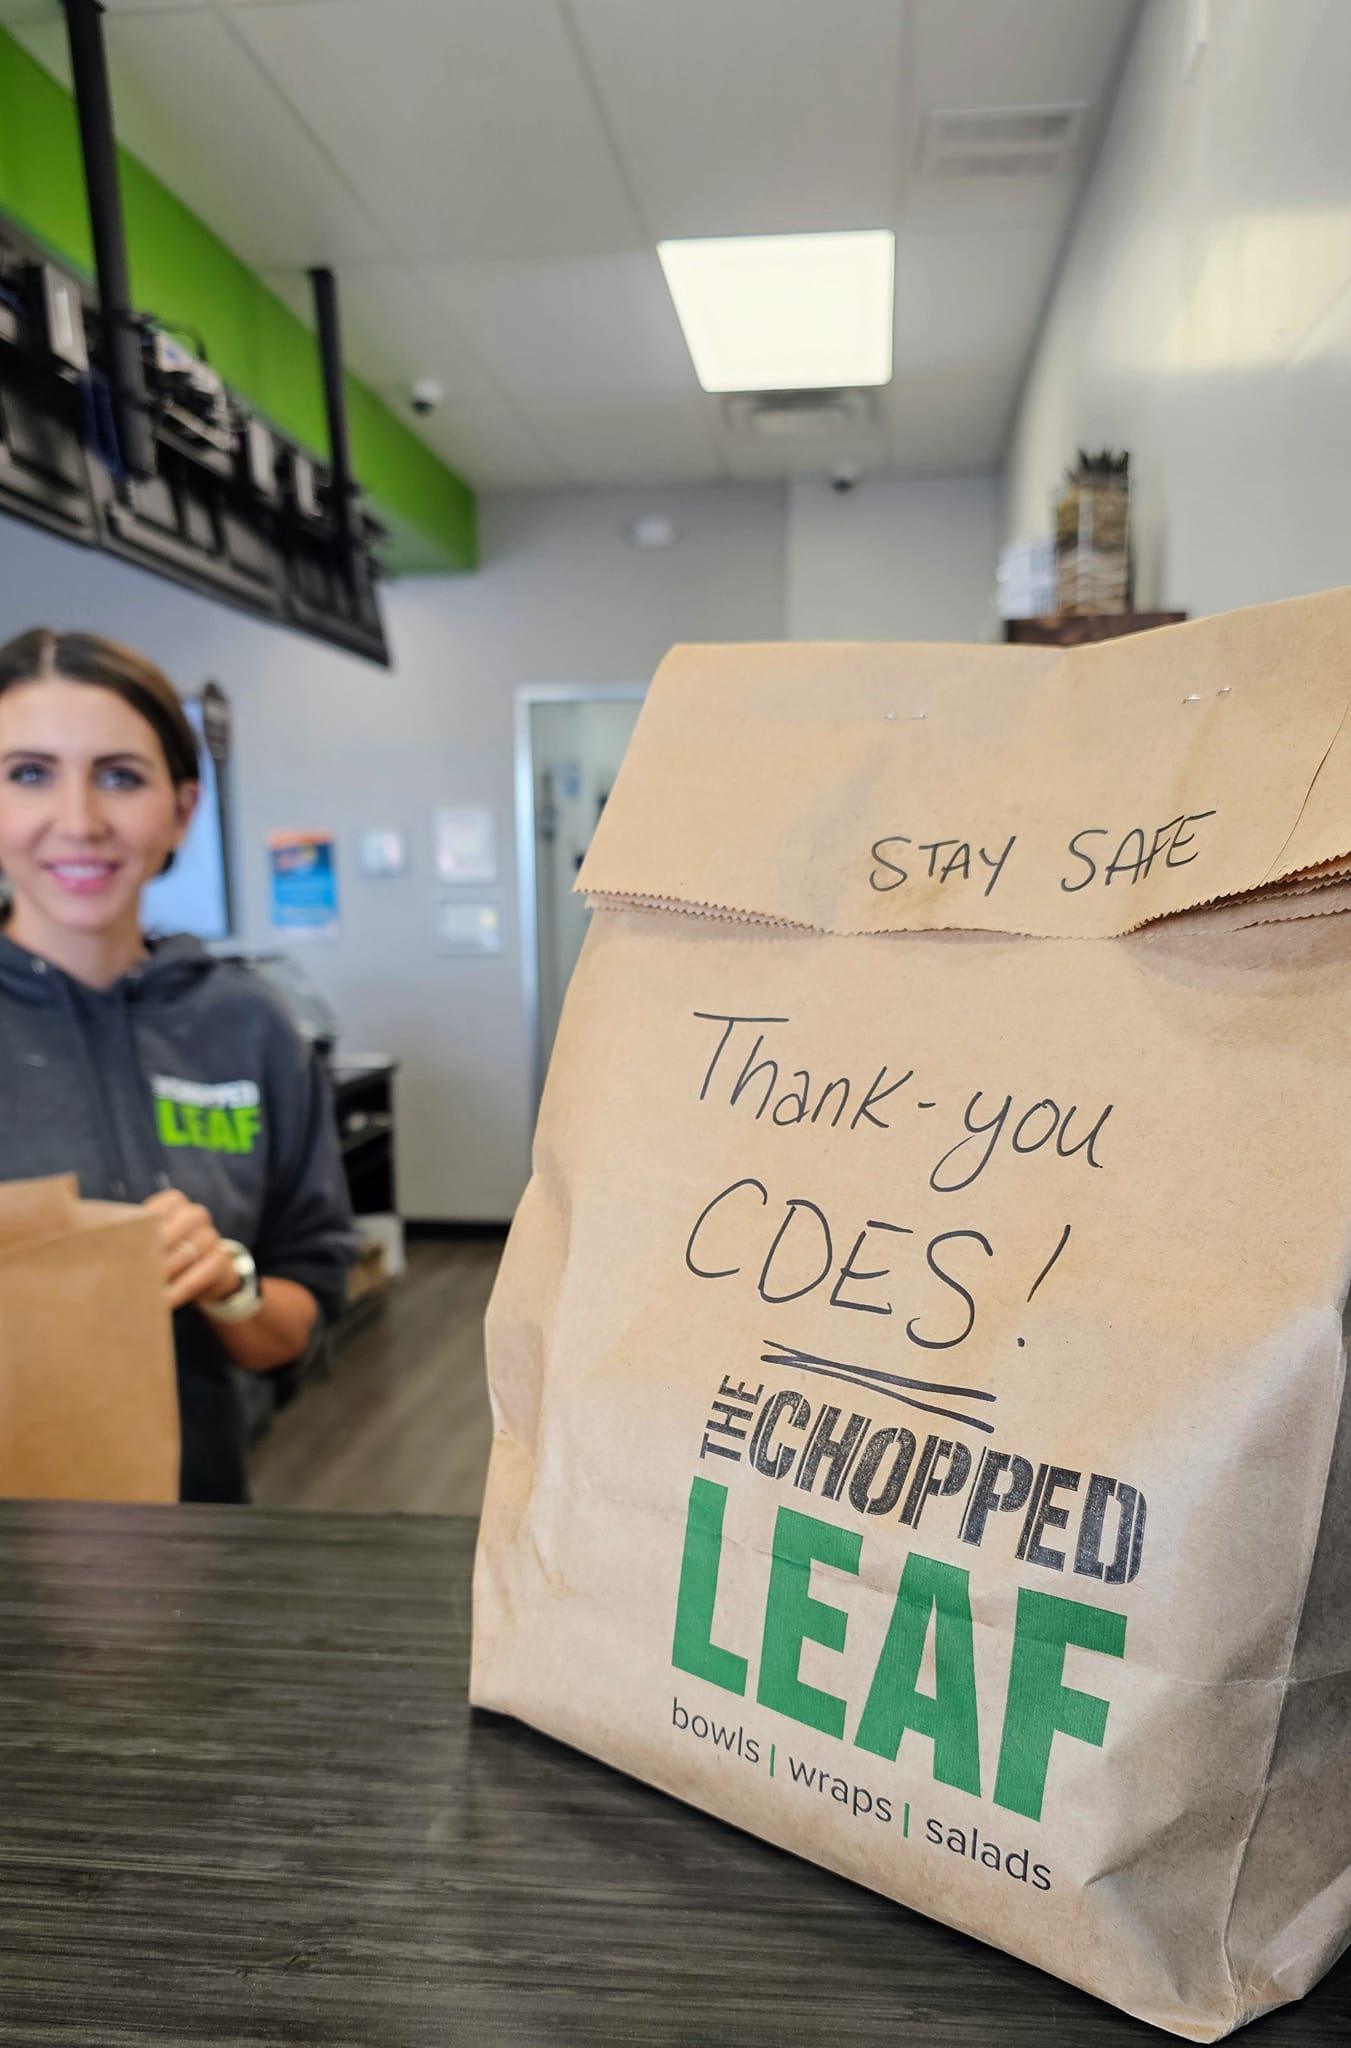 STAY SAFE
Thank-you
CDES!
THE CHOPPED
LEAF
bowls | wraps | salads
CHOPPED
LEAF